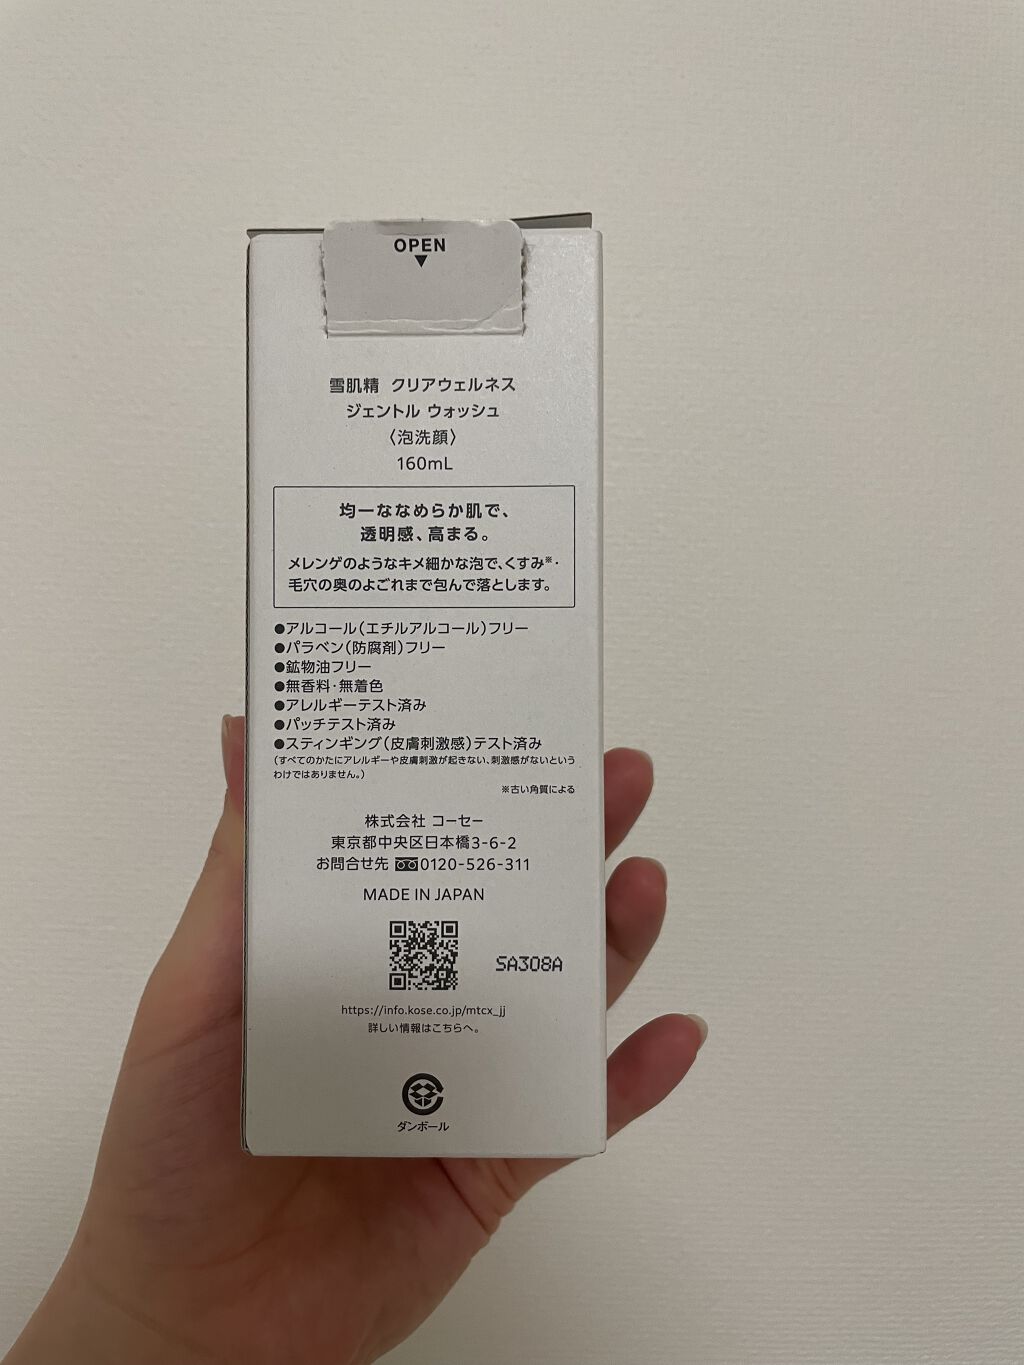 OPEN
雪肌精 クリアウェルネス
ジェントル ウォッシュ
〈泡洗顔〉
160mL
均一ななめらか肌で、
透明感、高まる。
メレンゲのようなキメ細かな泡で、くすみ※・
毛穴の奥のよごれまで包んで落とします。
●アルコール(エチルアルコール)フリー
●パラベン(防腐剤)フリー
●鉱物油フリー
●無香料・無着色
●アレルギーテスト済み
●パッチテスト済み
●スティンギング(皮膚刺激感)テスト済み
(すべてのかたにアレルギーや皮膚刺激が起きない、刺激感がないという
わけではありません。)
※古い角質による
株式会社 コーセー
東京都中央区日本橋3-6-2
お問合せ先 0120-526-311
MADE IN JAPAN
SA308A
https://info.kose.co.jp/mtcx_jj
詳しい情報はこちらへ。
ダンボール